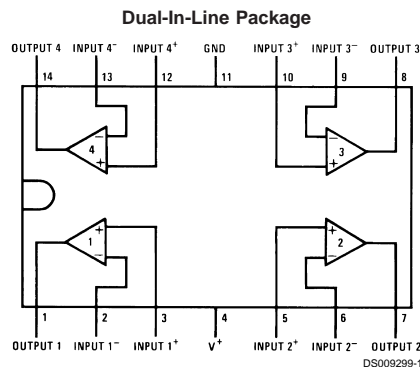 Dual-In-Line Package
OUTPUT 4 INPUT 4⁻ INPUT 4⁺ GND INPUT 3⁺ INPUT 3⁻ OUTPUT 3
14 13 12 11 10 9 8
4 − + − + 3
1 + − + − 2
1 2 3 4 5 6 7
OUTPUT 1 INPUT 1⁻ INPUT 1⁺ V⁺ INPUT 2⁺ INPUT 2⁻ OUTPUT 2
DS009299-1